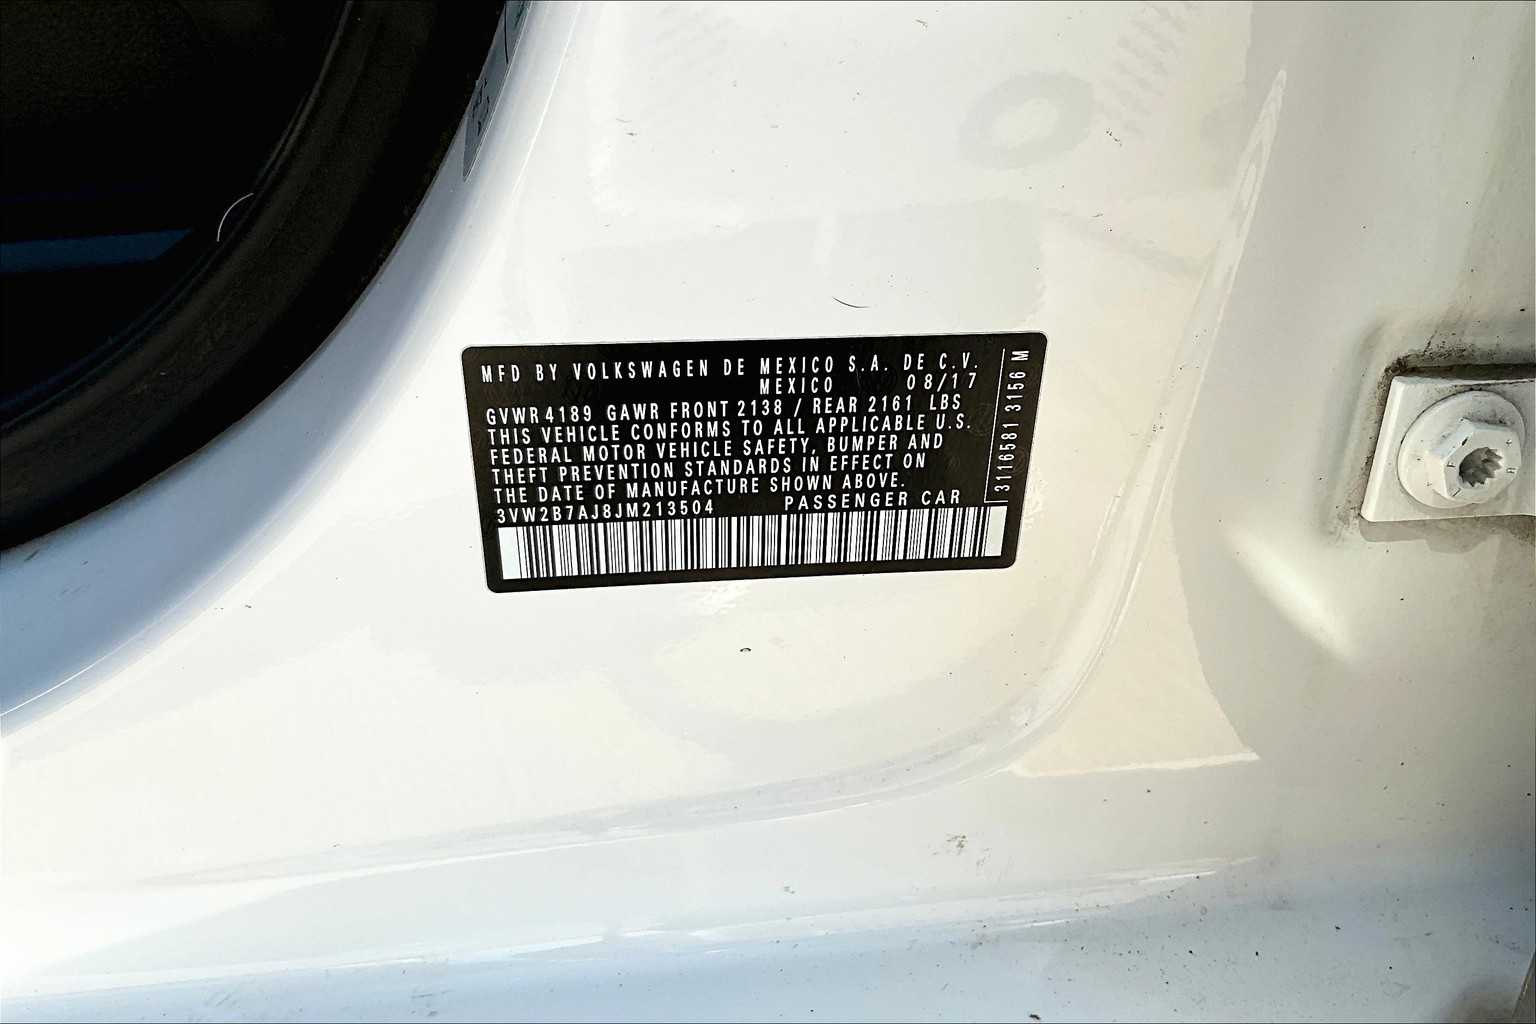 MFD BY VOLKSWAGEN DE MEXICO S.A. DE C.V.
MEXICO 08/17
GVWR 4189 GAWR FRONT 2138 / REAR 2161 LBS
THIS VEHICLE CONFORMS TO ALL APPLICABLE U.S.
FEDERAL MOTOR VEHICLE SAFETY, BUMPER AND
THEFT PREVENTION STANDARDS IN EFFECT ON
THE DATE OF MANUFACTURE SHOWN ABOVE.
3VW2B7AJ8JM213504 PASSENGER CAR
3116581 3156 M